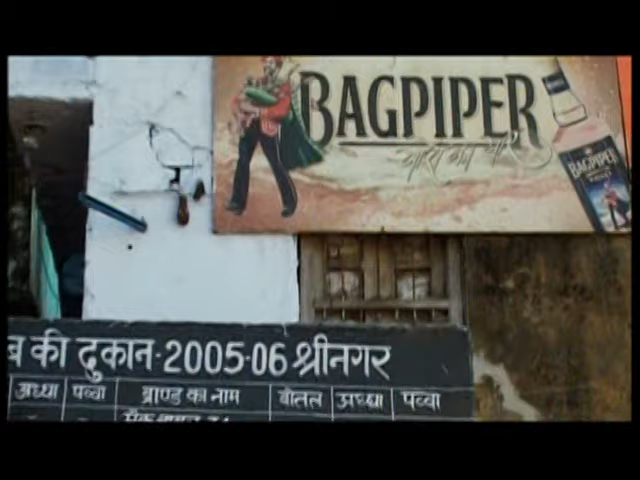 BAGPIPER
यारों का यार
BAGPIPER
ब की दुकान-2005-06 श्रीनगर
अध्धा पव्वा ब्राण्ड का नाम बोतल अध्धा पव्वा